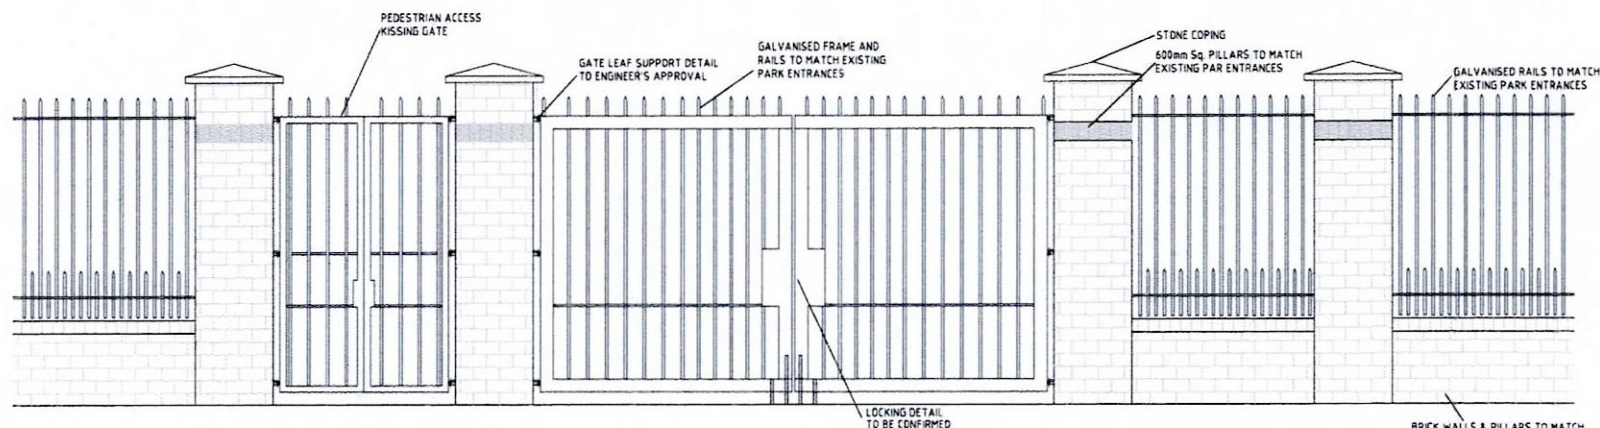 PEDESTRIAN ACCESS
KISSING GATE
GATE LEAF SUPPORT DETAIL
TO ENGINEER'S APPROVAL
GALVANISED FRAME AND
RAILS TO MATCH EXISTING
PARK ENTRANCES
STONE COPING
600mm Sq. PILLARS TO MATCH
EXISTING PAR ENTRANCES
GALVANISED RAILS TO MATCH
EXISTING PARK ENTRANCES
LOCKING DETAIL
TO BE CONFIRMED
BRICK WALLS & PILLARS TO MATCH